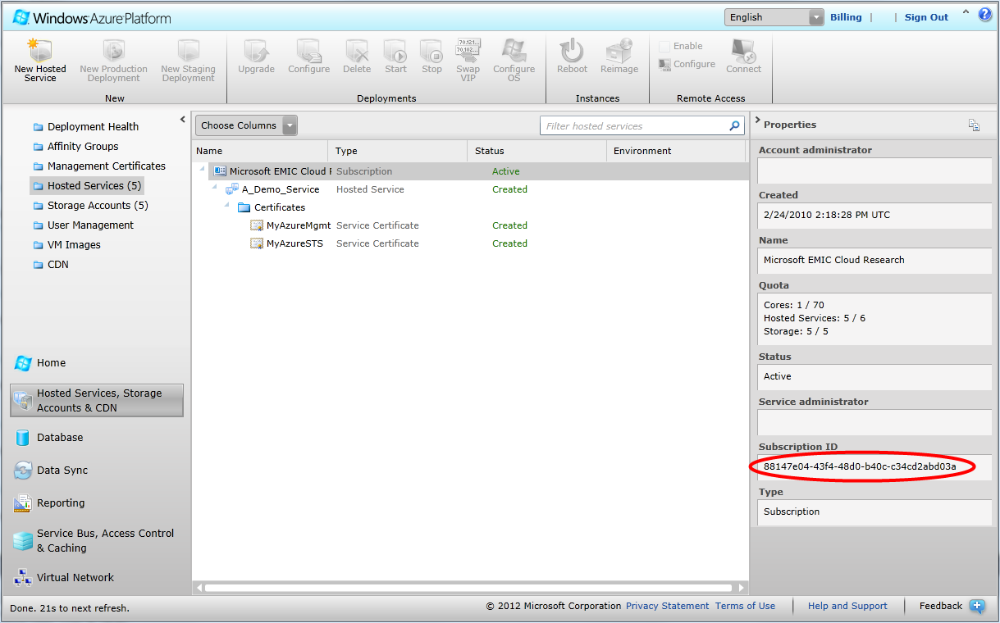 Windows Azure Platform
English
Billing | | Sign Out
New Hosted Service
New Production Deployment
New Staging Deployment
New
Upgrade
Configure
Delete
Start
Stop
70.121...
70.102...
Swap VIP
Configure OS
Deployments
Reboot
Reimage
Instances
Enable
Configure
Connect
Remote Access
Deployment Health
Affinity Groups
Management Certificates
Hosted Services (5)
Storage Accounts (5)
User Management
VM Images
CDN
Home
Hosted Services, Storage
Accounts & CDN
Database
Data Sync
Reporting
Service Bus, Access Control
& Caching
Virtual Network
Choose Columns
Filter hosted services
Name Type Status Environment
Microsoft EMIC Cloud Subscription Active
A_Demo_Service Hosted Service Created
Certificates
MyAzureMgmt Service Certificate Created
MyAzureSTS Service Certificate Created
Properties
Account administrator
Created
2/24/2010 2:18:28 PM UTC
Name
Microsoft EMIC Cloud Research
Quota
Cores: 1 / 70
Hosted Services: 5 / 6
Storage: 5 / 5
Status
Active
Service administrator
Subscription ID
88147e04-43f4-48d0-b40c-c34cd2abd03a
Type
Subscription
Done. 21s to next refresh.
© 2012 Microsoft Corporation Privacy Statement Terms of Use
Help and Support
Feedback